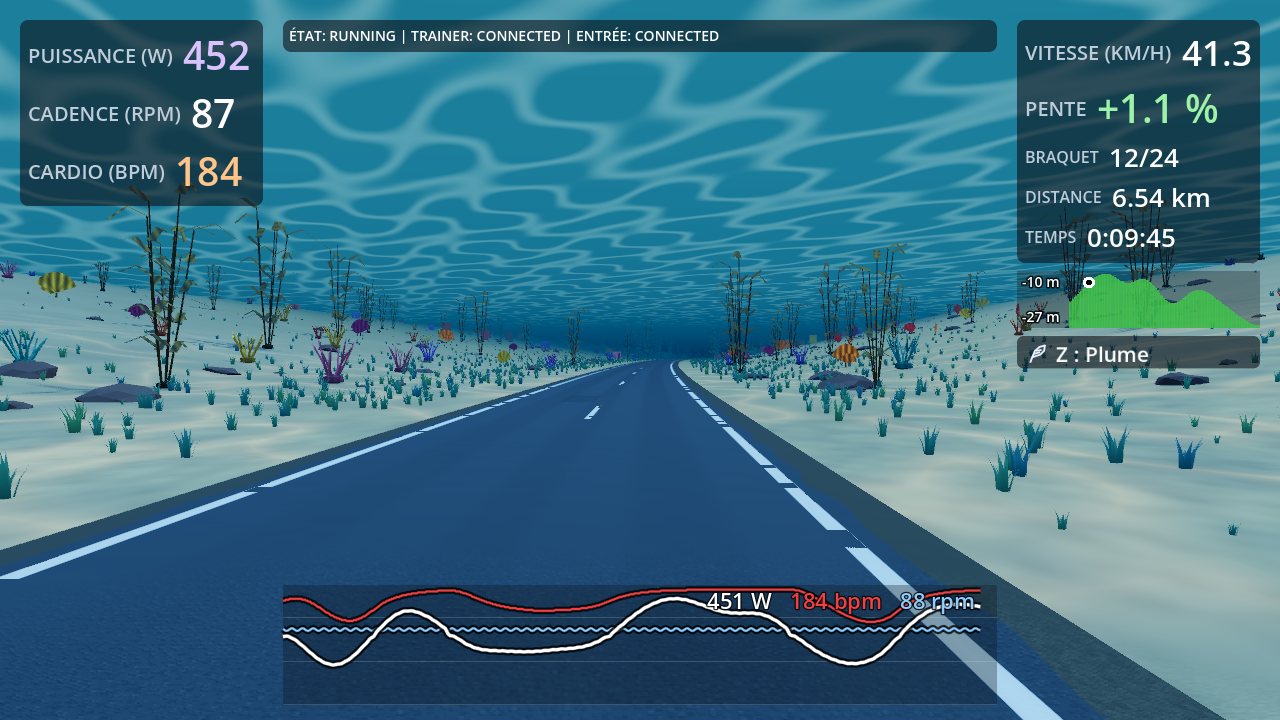 PUISSANCE (W) 452
CADENCE (RPM) 87
CARDIO (BPM) 184
ÉTAT: RUNNING | TRAINER: CONNECTED | ENTRÉE: CONNECTED
VITESSE (KM/H) 41.3
PENTE +1.1 %
BRAQUET 12/24
DISTANCE 6.54 km
TEMPS 0:09:45
-10 m
-27 m
Z : Plume
451 W 184 bpm 88 rpm